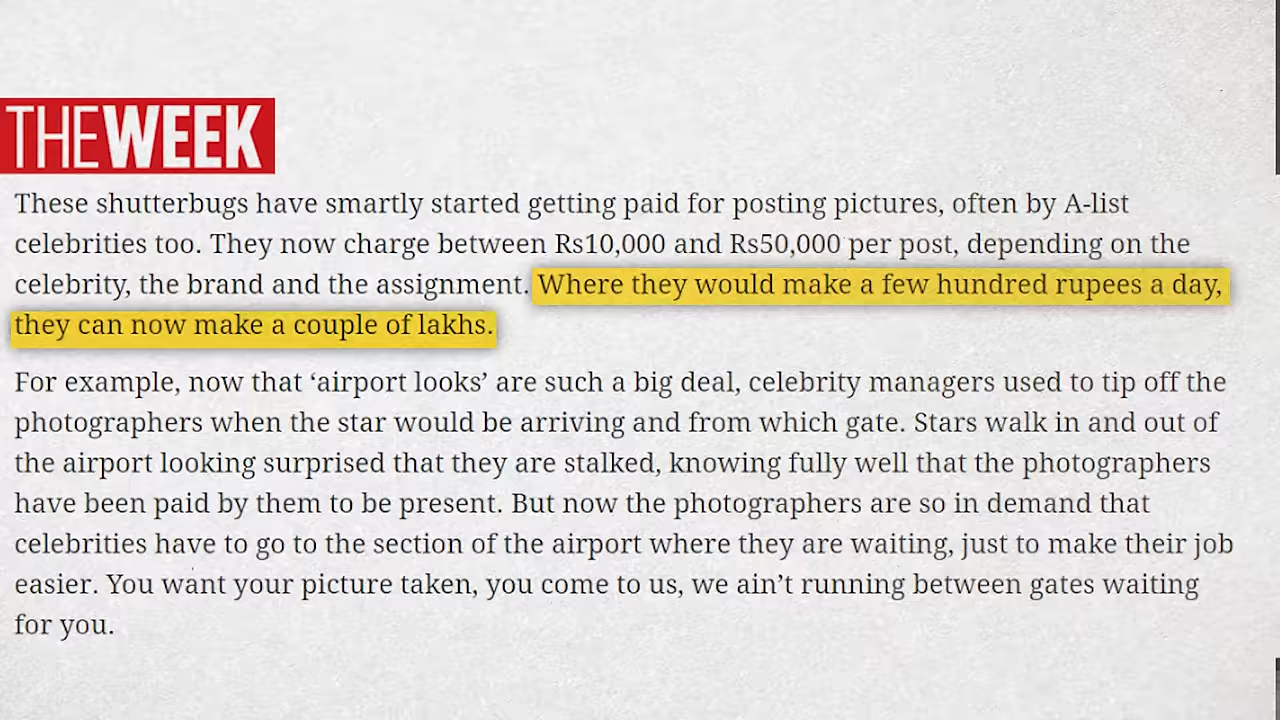 THE WEEK
These shutterbugs have smartly started getting paid for posting pictures, often by A-list
celebrities too. They now charge between Rs10,000 and Rs50,000 per post, depending on the
celebrity, the brand and the assignment. Where they would make a few hundred rupees a day,
they can now make a couple of lakhs.
For example, now that ‘airport looks’ are such a big deal, celebrity managers used to tip off the
photographers when the star would be arriving and from which gate. Stars walk in and out of
the airport looking surprised that they are stalked, knowing fully well that the photographers
have been paid by them to be present. But now the photographers are so in demand that
celebrities have to go to the section of the airport where they are waiting, just to make their job
easier. You want your picture taken, you come to us, we ain’t running between gates waiting
for you.